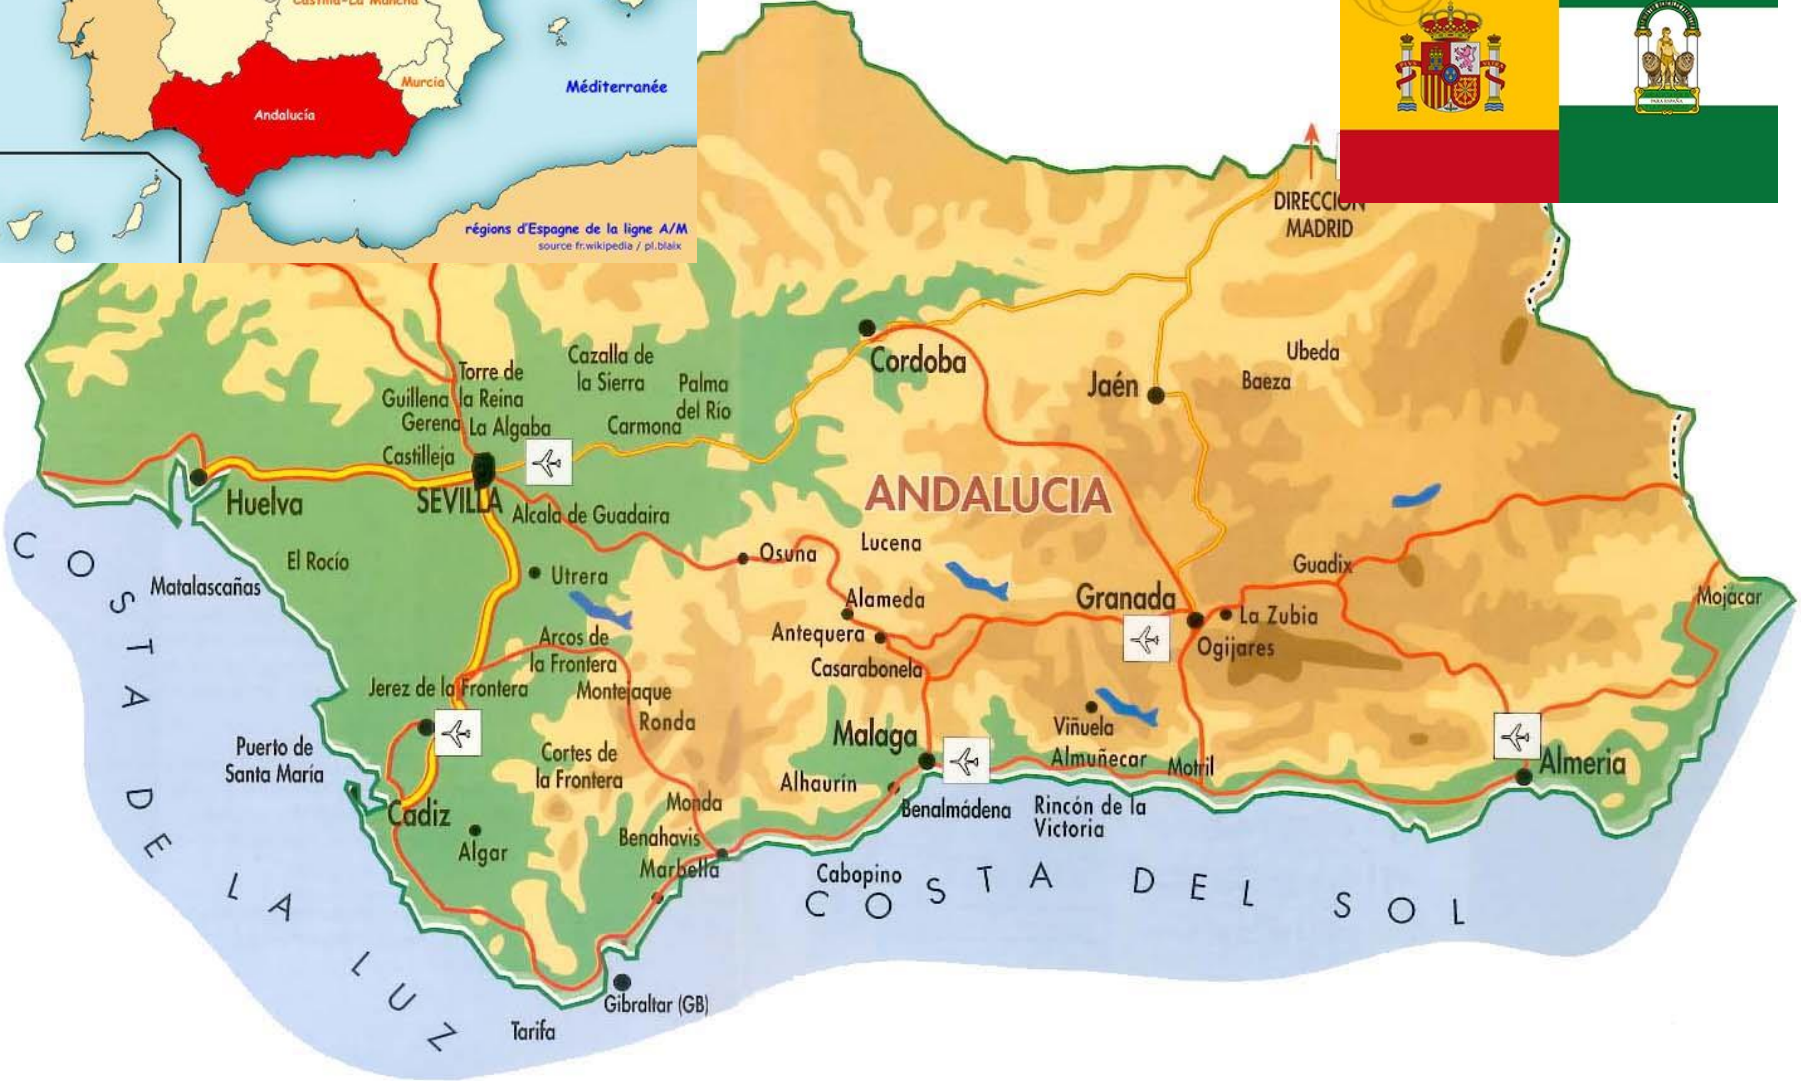 Castilla-La Mancha
Murcia
Méditerranée
Andalucía
régions d'Espagne de la ligne A/M
source fr.wikipedia / pl.blaix
DIRECCION
MADRID
Cordoba
Jaén
Ubeda
Baeza
Cazalla de
la Sierra
Palma
del Río
Carmona
Torre de
la Reina
Guillena
Gerena
La Algaba
Castilleja
SEVILLA
Huelva
ANDALUCIA
Alcala de Guadaira
El Rocío
Matalascañas
Utrera
Osuna
Lucena
Alameda
Antequera
Casarabonela
Granada
La Zubia
Ogijares
Guadix
Mojácar
Arcos de
la Frontera
Jerez de la Frontera
Montejaque
Ronda
Puerto de
Santa María
Cortes de
la Frontera
Malaga
Viñuela
Almuñecar
Motril
Almeria
Alhaurín
Benalmádena
Rincón de la
Victoria
Cadiz
Algar
Monda
Benahavis
Marbella
Cabopino
COSTA DEL SOL
COSTA DE LA LUZ
Gibraltar (GB)
Tarifa